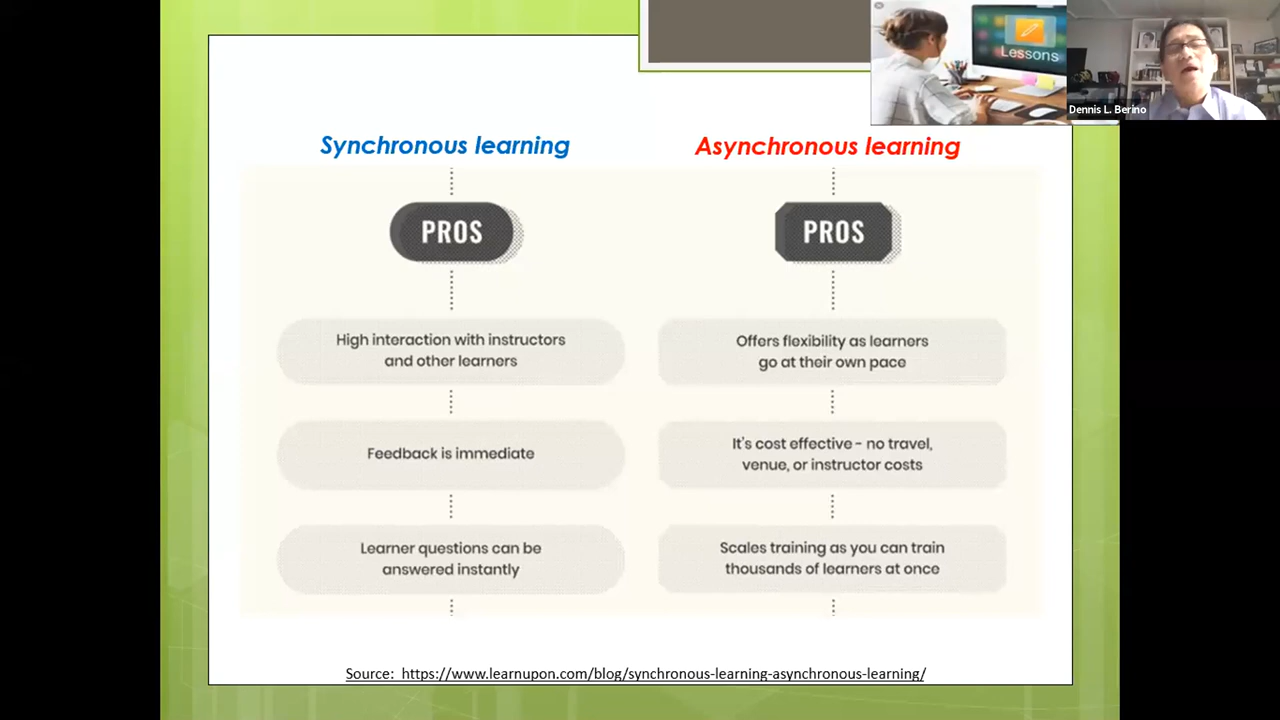 Lessons
Dennis L. Berino
Synchronous learning
Asynchronous learning
PROS
PROS
High interaction with instructors
and other learners
Offers flexibility as learners
go at their own pace
Feedback is immediate
It's cost effective - no travel,
venue, or instructor costs
Learner questions can be
answered instantly
Scales training as you can train
thousands of learners at once
Source: https://www.learnupon.com/blog/synchronous-learning-asynchronous-learning/